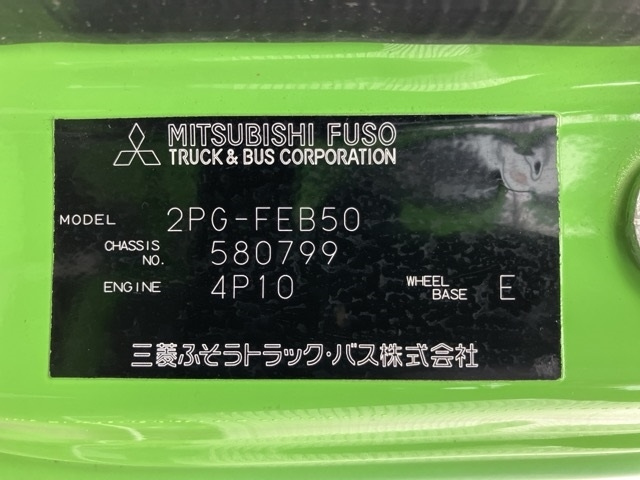 MITSUBISHI FUSO
TRUCK & BUS CORPORATION
MODEL 2PG-FEB50
CHASSIS NO. 580799
ENGINE 4P10 WHEEL BASE E
三菱ふそうトラック・バス株式会社